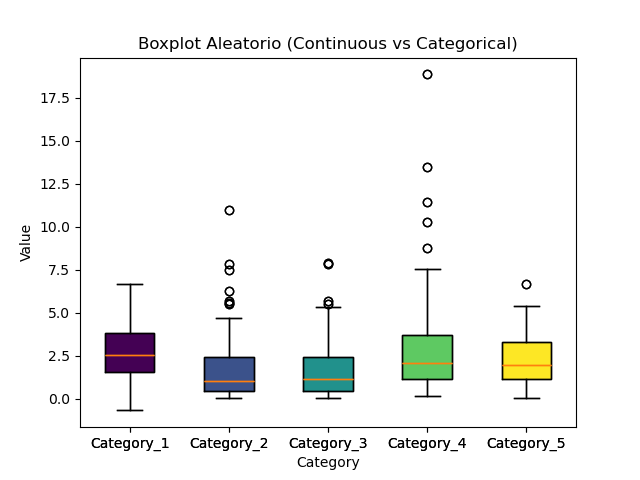 Boxplot Aleatorio (Continuous vs Categorical)
17.5
15.0
12.5
10.0
7.5
5.0
2.5
0.0
Value
Category_1 Category_2 Category_3 Category_4 Category_5
Category